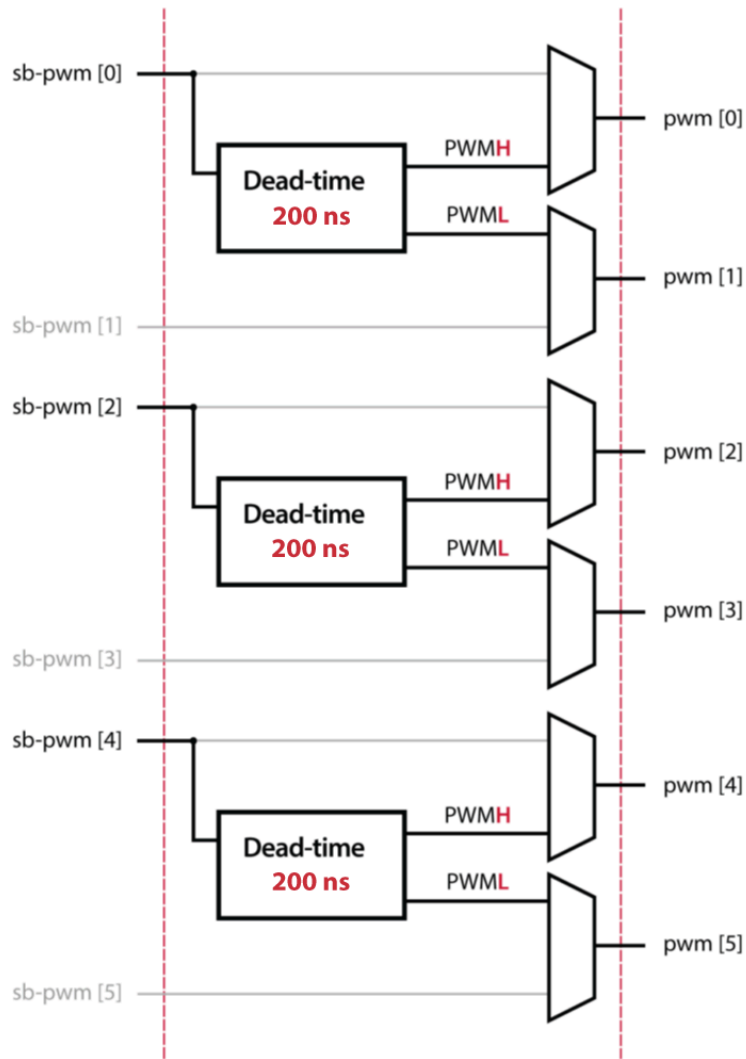 sb-pwm [0]
pwm [0]
PWMH
Dead-time
200 ns
PWML
pwm [1]
sb-pwm [1]
sb-pwm [2]
pwm [2]
PWMH
Dead-time
200 ns
PWML
pwm [3]
sb-pwm [3]
sb-pwm [4]
pwm [4]
PWMH
Dead-time
200 ns
PWML
pwm [5]
sb-pwm [5]